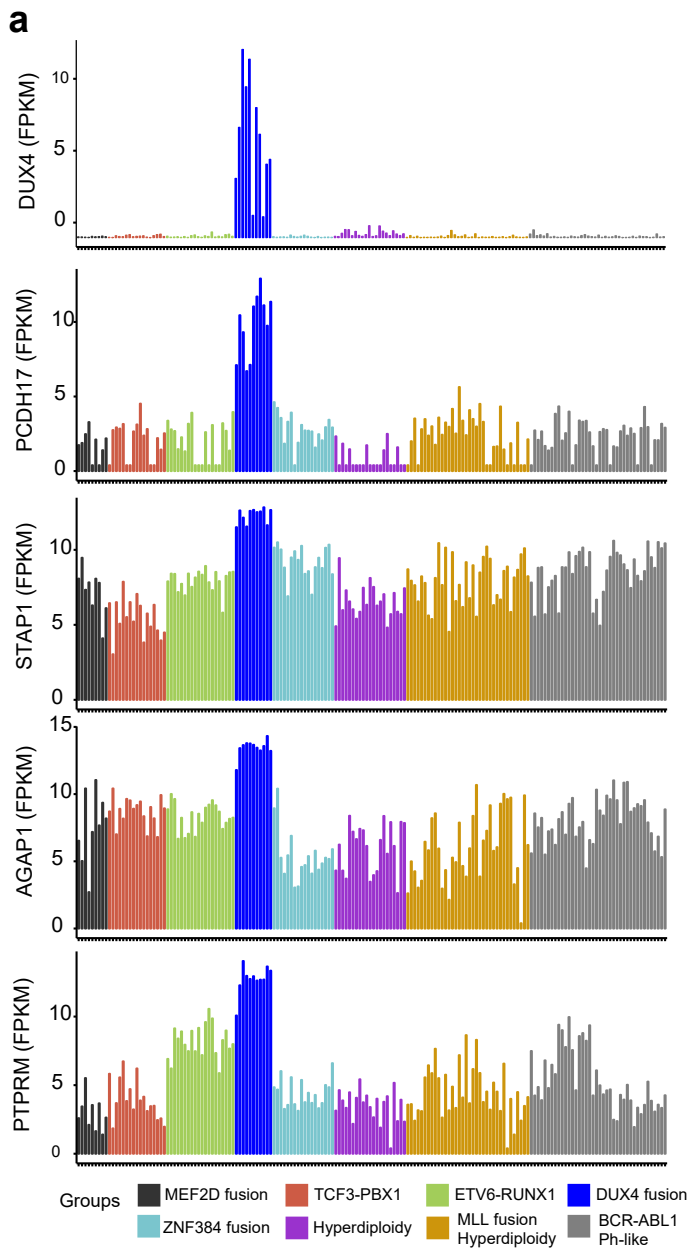 a
DUX4 (FPKM)
10
5
0
PCDH17 (FPKM)
10
5
0
STAP1 (FPKM)
10
5
0
AGAP1 (FPKM)
15
10
5
0
PTPRM (FPKM)
10
5
0
Groups
MEF2D fusion
TCF3-PBX1
ETV6-RUNX1
DUX4 fusion
ZNF384 fusion
Hyperdiploidy
MLL fusion
Hyperdiploidy
BCR-ABL1
Ph-like